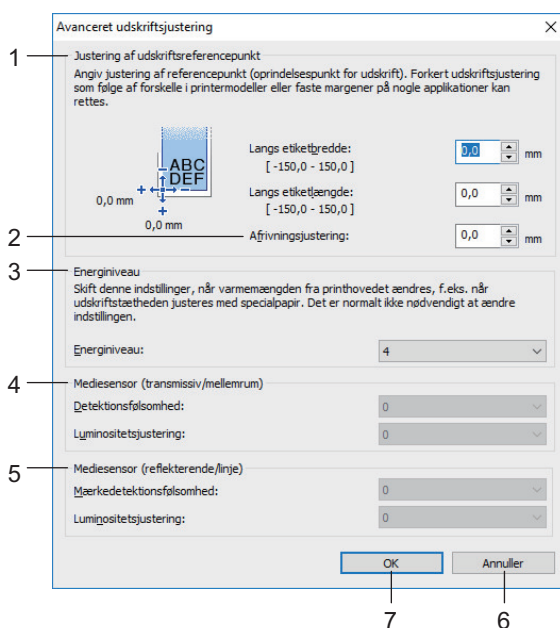 Avanceret udskriftsjustering
1
Justering af udskriftsreferencepunkt
Angiv justering af referencepunkt (oprindelsespunkt for udskrift). Forkert udskriftsjustering
som følge af forskelle i printermodeller eller faste margener på nogle applikationer kan
rettes.
ABC
DEF
0,0 mm
0,0 mm
Langs etiketbredde:
0,0 mm
[ -150,0 - 150,0 ]
Langs etiketlængde:
0,0 mm
[ -150,0 - 150,0 ]
2
Afrivningsjustering:
0,0 mm
3
Energiniveau
Skift denne indstillinger, når varmemængden fra printhovedet ændres, f.eks. når
udskriftstætheden justeres med specialpapir. Det er normalt ikke nødvendigt at ændre
indstillingen.
Energiniveau:
4
4
Mediesensor (transmissiv/mellemrum)
Detektionsfølsomhed:
0
Luminositetsjustering:
0
5
Mediesensor (reflekterende/linje)
Mærkedetektionsfølsomhed:
0
Luminositetsjustering:
0
OK
Annuller
7
6